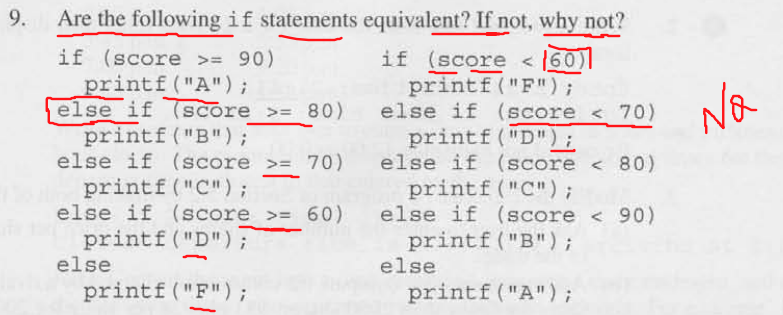 9. Are the following if statements equivalent? If not, why not?
if (score >= 90)
printf("A");
else if (score >= 80)
printf("B");
else if (score >= 70)
printf("C");
else if (score >= 60)
printf("D");
else
printf("F");
if (score < 60)
printf("F");
else if (score < 70)
printf("D");
else if (score < 80)
printf("C");
else if (score < 90)
printf("B");
else
printf("A");
No